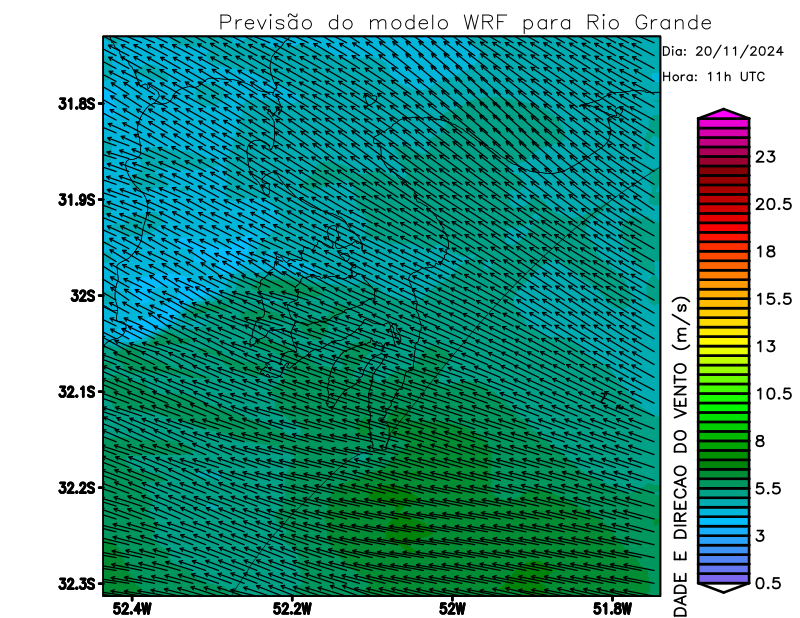 Previsão do modelo WRF para Rio Grande
Dia: 20/11/2024
Hora: 11h UTC
31.8S
31.9S
32S
32.1S
32.2S
32.3S
52.4W
52.2W
52W
51.8W
23
20.5
18
15.5
13
10.5
8
5.5
3
0.5
DADE E DIRECAO DO VENTO (m/s)